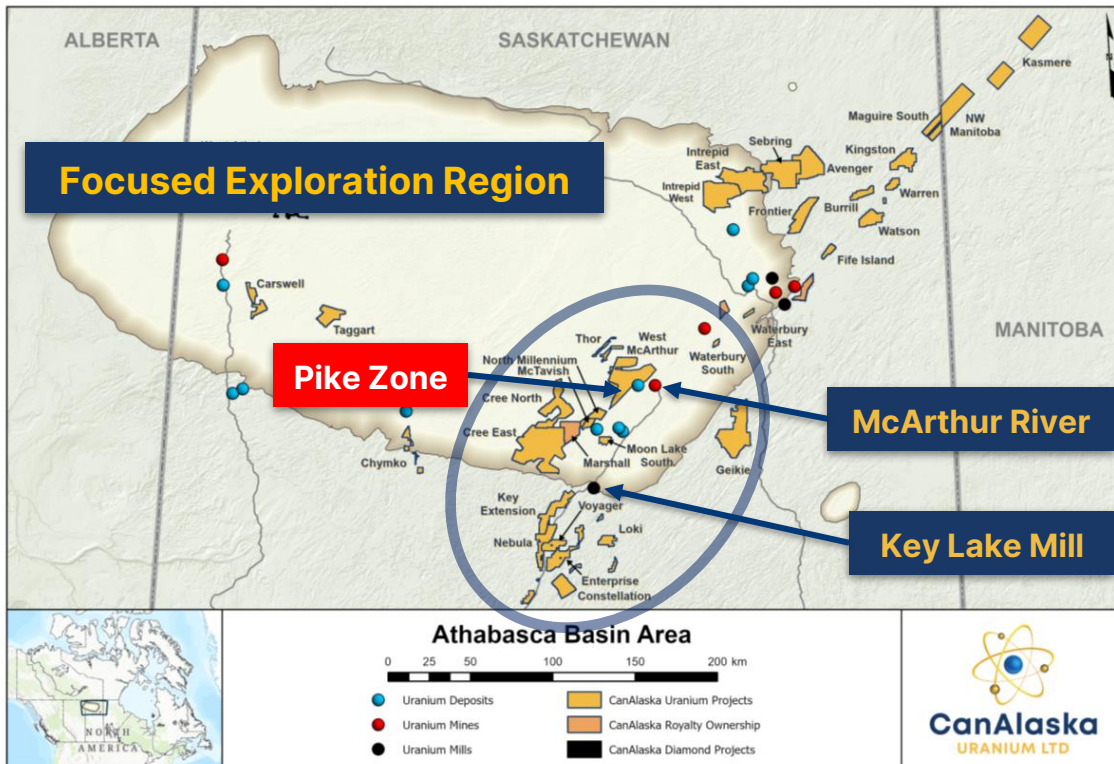 ALBERTA
SASKATCHEWAN
Kasmere
Maguire South
NW
Manitoba
Sebring
Kingston
Intrepid
East
Avenger
Focused Exploration Region
Intrepid
West
Warren
Frontier
Burrill
Watson
Fife Island
Carswell
Taggart
MANITOBA
Waterbury
East
Thor
West
McArthur
Waterbury
South
North Millennium
McTavish
Pike Zone
Cree North
McArthur River
Cree East
Moon Lake
South
Chymko
Marshall
Geikie
Key
Extension
Voyager
Loki
Key Lake Mill
Nebula
Enterprise
Constellation
Athabasca Basin Area
0 25 50 100 150 200 km
Uranium Deposits
CanAlaska Uranium Projects
Uranium Mines
CanAlaska Royalty Ownership
Uranium Mills
CanAlaska Diamond Projects
NORTH
AMERICA
CanAlaska
URANIUM LTD